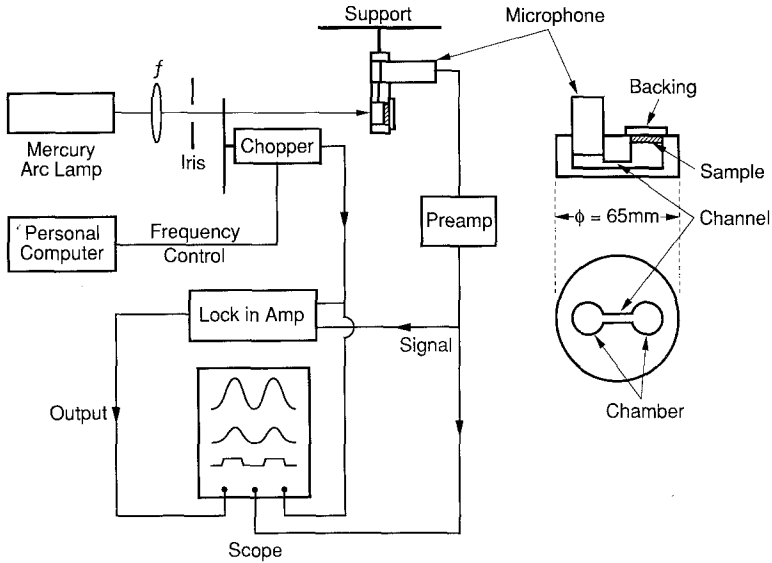 Support
Microphone
f
Backing
Mercury
Arc Lamp
Iris
Chopper
Sample
Personal
Computer
Frequency
Control
Preamp
ϕ = 65mm
Channel
Lock in Amp
Signal
Output
Chamber
Scope